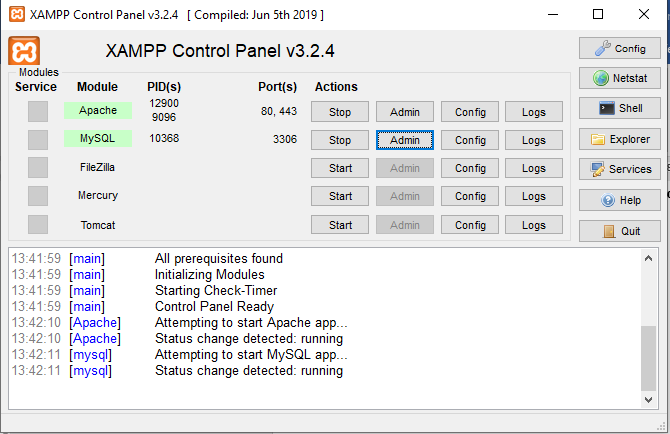 XAMPP Control Panel v3.2.4 [ Compiled: Jun 5th 2019 ]
XAMPP Control Panel v3.2.4
Config
Modules
Service Module PID(s) Port(s) Actions
Netstat
Apache 12900 9096 80, 443 Stop Admin Config Logs
Shell
MySQL 10368 3306 Stop Admin Config Logs
Explorer
FileZilla Start Admin Config Logs
Services
Mercury Start Admin Config Logs
Help
Tomcat Start Admin Config Logs
Quit
13:41:59 [main] All prerequisites found
13:41:59 [main] Initializing Modules
13:41:59 [main] Starting Check-Timer
13:41:59 [main] Control Panel Ready
13:42:10 [Apache] Attempting to start Apache app...
13:42:10 [Apache] Status change detected: running
13:42:11 [mysql] Attempting to start MySQL app...
13:42:11 [mysql] Status change detected: running